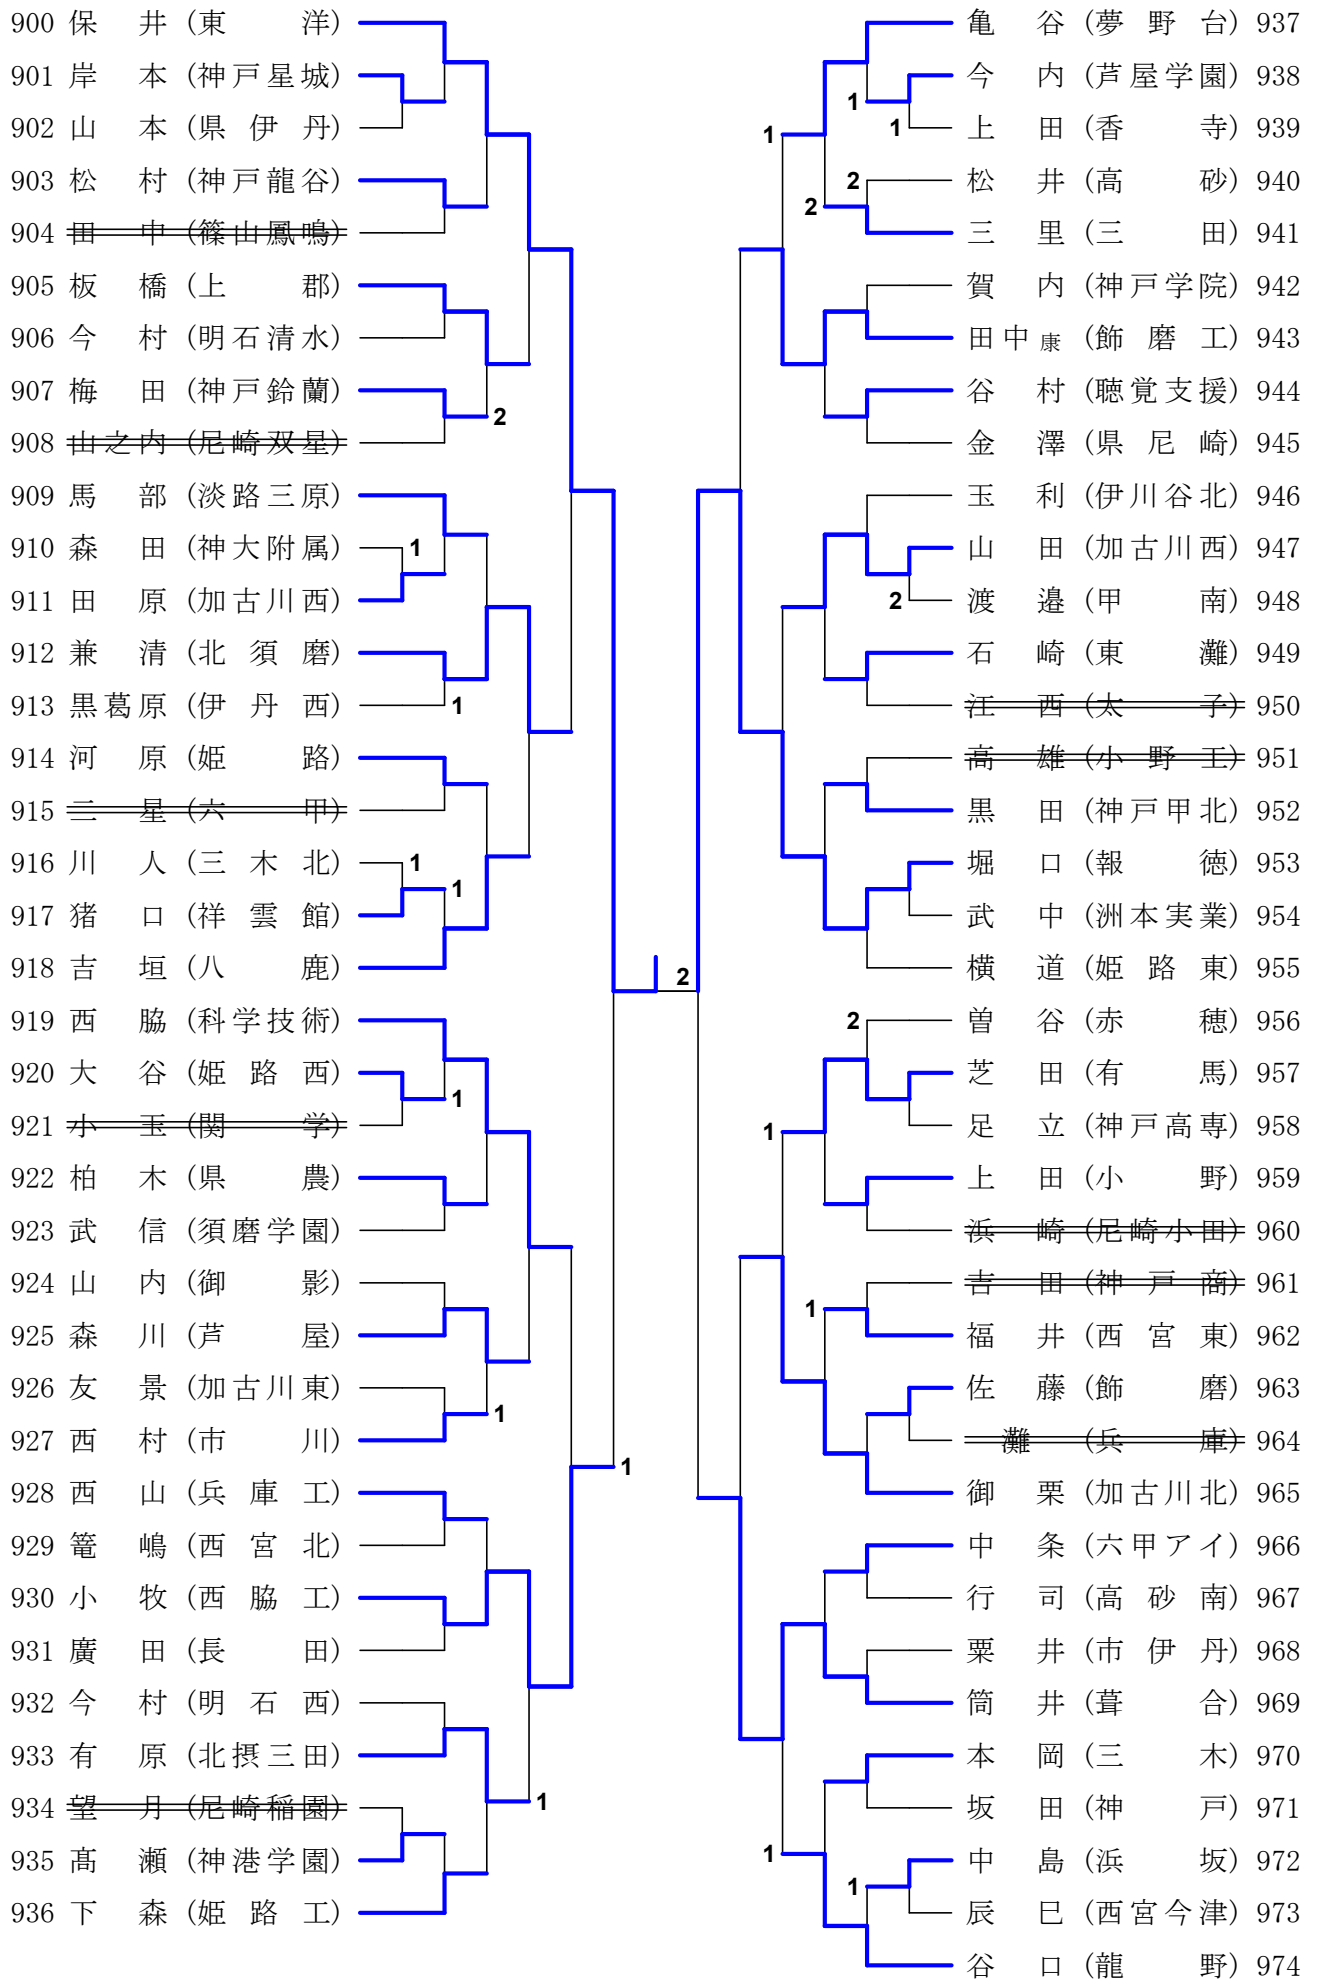 900 保井 (東洋)
901 岸本 (神戸星城)
902 山本 (県伊丹)
903 松村 (神戸龍谷)
904 田中 (篠山鳳鳴)
905 板橋 (上郡)
906 今村 (明石清水)
907 梅田 (神戸鈴蘭)
2
908 山之内 (尼崎双星)
909 馬部 (淡路三原)
910 森田 (神大附属) 1
911 田原 (加古川西)
912 兼清 (北須磨)
913 黒葛原 (伊丹西) 1
914 河原 (姫路)
915 三星 (六甲)
916 川人 (三木北) 1
1
917 猪口 (祥雲館)
918 吉垣 (八鹿)
919 西脇 (科学技術)
920 大谷 (姫路西)
1
921 小玉 (関学)
922 柏木 (県農)
923 武信 (須磨学園)
924 山内 (御影)
925 森川 (芦屋)
926 友景 (加古川東)
1
927 西村 (市川)
1
928 西山 (兵庫工)
929 篭嶋 (西宮北)
930 小牧 (西脇工)
931 廣田 (長田)
932 今村 (明石西)
933 有原 (北摂三田)
934 望月 (尼崎稲園)
1
935 髙瀬 (神港学園)
936 下森 (姫路工)
2
亀谷 (夢野台) 937
今内 (芦屋学園) 938
1
1 上田 (香寺) 939
1
2 松井 (高砂) 940
2
三里 (三田) 941
賀内 (神戸学院) 942
田中康 (飾磨工) 943
谷村 (聴覚支援) 944
金澤 (県尼崎) 945
玉利 (伊川谷北) 946
山田 (加古川西) 947
2 渡邉 (甲南) 948
石崎 (東灘) 949
江西 (太子) 950
高雄 (小野工) 951
黒田 (神戸甲北) 952
堀口 (報徳) 953
武中 (洲本実業) 954
横道 (姫路東) 955
2 曽谷 (赤穂) 956
芝田 (有馬) 957
足立 (神戸高専) 958
1
上田 (小野) 959
浜崎 (尼崎小田) 960
吉田 (神戸商) 961
1
福井 (西宮東) 962
佐藤 (飾磨) 963
灘 (兵庫) 964
御栗 (加古川北) 965
中条 (六甲アイ) 966
行司 (高砂南) 967
粟井 (市伊丹) 968
筒井 (葺合) 969
本岡 (三木) 970
坂田 (神戸) 971
1
中島 (浜坂) 972
1
辰巳 (西宮今津) 973
谷口 (龍野) 974